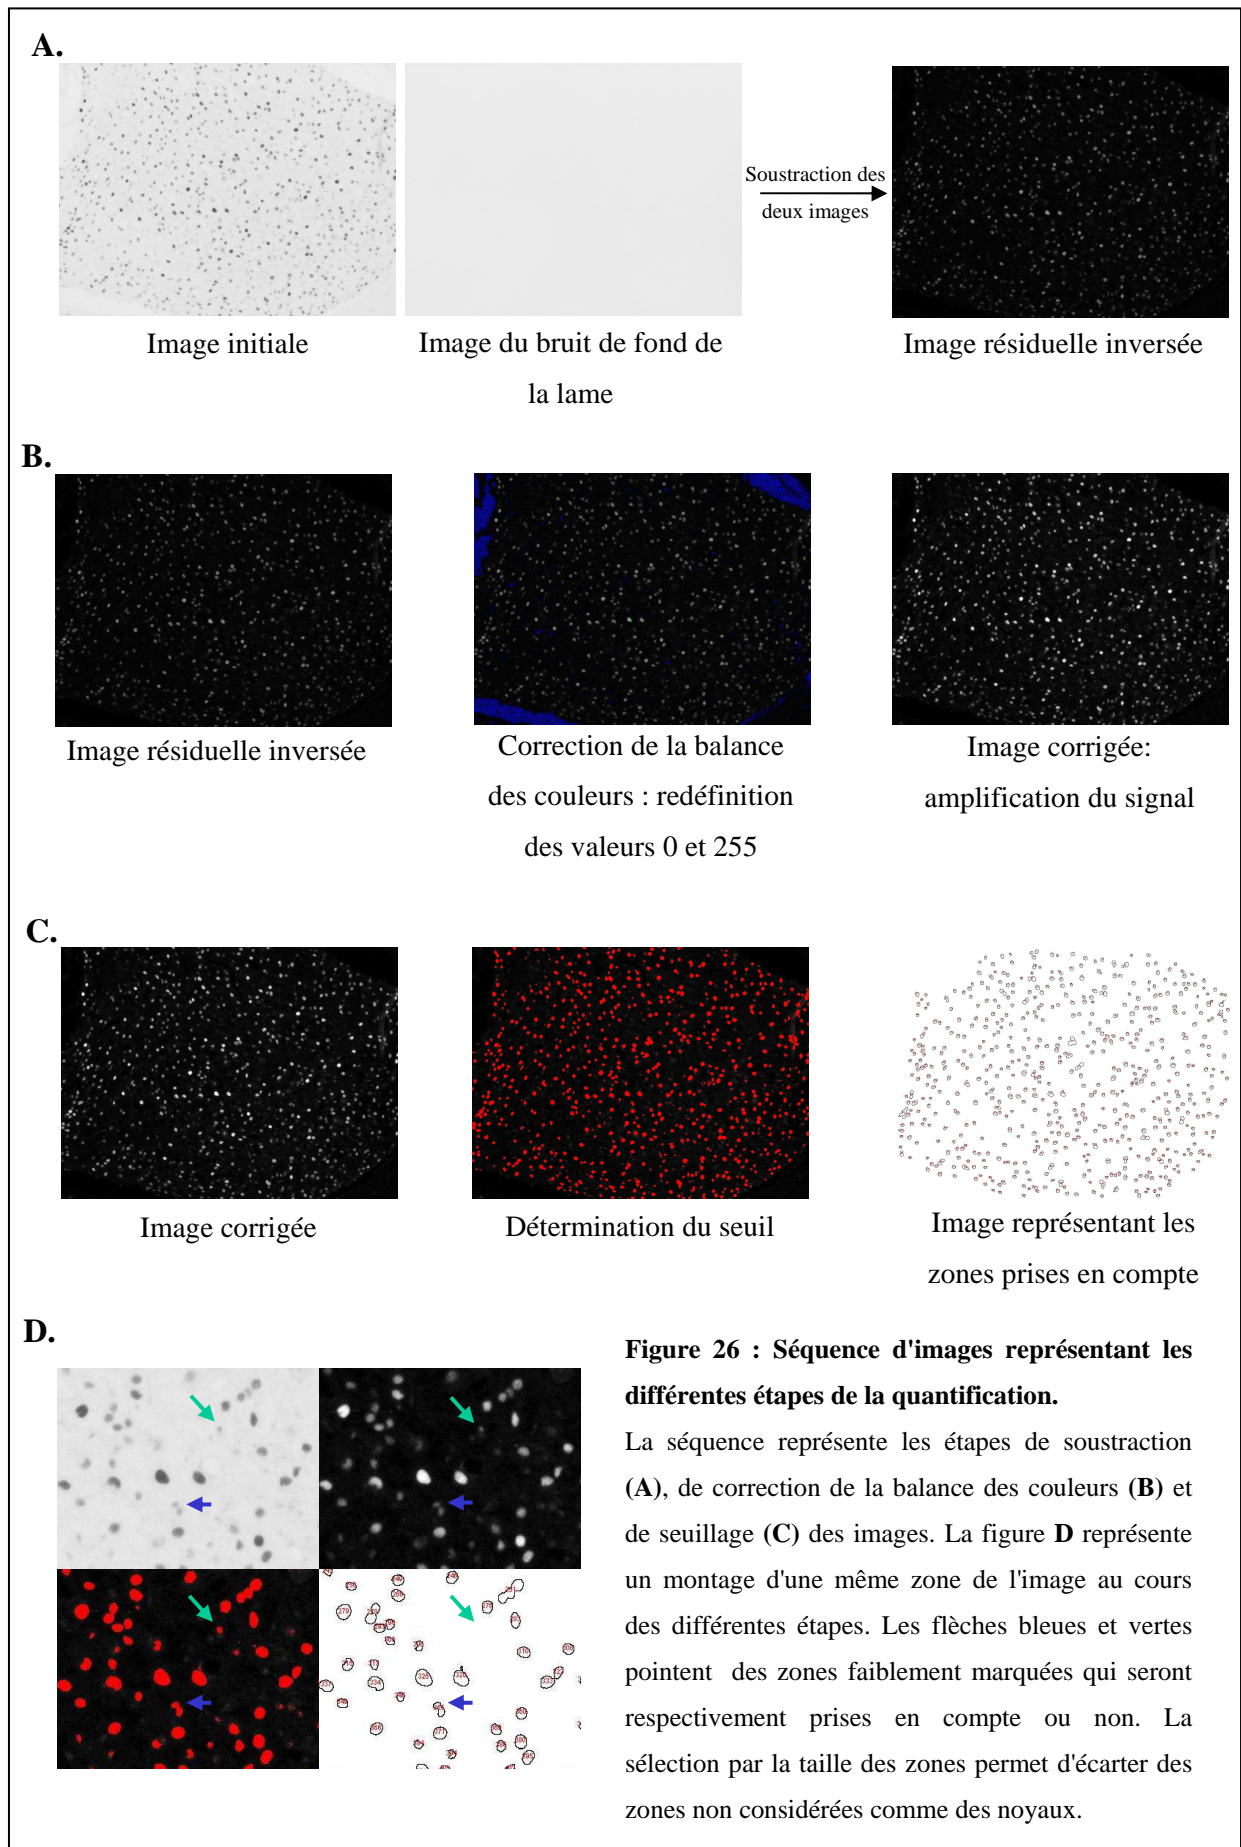 A.
Soustraction des
deux images
Image initiale
Image du bruit de fond de
la lame
Image résiduelle inversée
B.
Image résiduelle inversée
Correction de la balance
des couleurs : redéfinition
des valeurs 0 et 255
Image corrigée:
amplification du signal
C.
Image corrigée
Détermination du seuil
Image représentant les
zones prises en compte
D.
Figure 26 : Séquence d'images représentant les
différentes étapes de la quantification.
La séquence représente les étapes de soustraction
(A), de correction de la balance des couleurs (B) et
de seuillage (C) des images. La figure D représente
un montage d'une même zone de l'image au cours
des différentes étapes. Les flèches bleues et vertes
pointent des zones faiblement marquées qui seront
respectivement prises en compte ou non. La
sélection par la taille des zones permet d'écarter des
zones non considérées comme des noyaux.